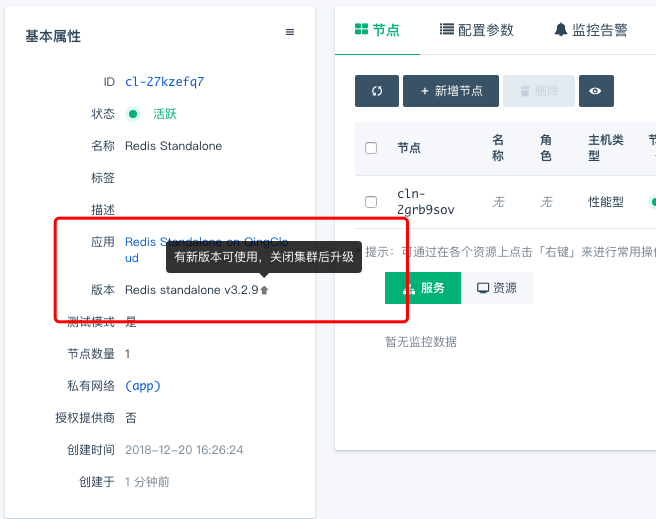 基本属性
ID cl-27kzefq7
状态 活跃
名称 Redis Standalone
标签
描述
应用 Redis Standalone on QingClo
ud
有新版本可使用，关闭集群后升级
版本 Redis standalone v3.2.9
测试模式 是
节点数量 1
私有网络 (app)
授权提供商 否
创建时间 2018-12-20 16:26:24
创建于 1 分钟前
节点 配置参数 监控告警
+ 新增节点 删除
节点 名称 角色 主机类型
cln-
2grb9sov 无 无 性能型
* 提示：可通过在各个资源上点击「右键」来进行常用操
服务 资源
暂无监控数据